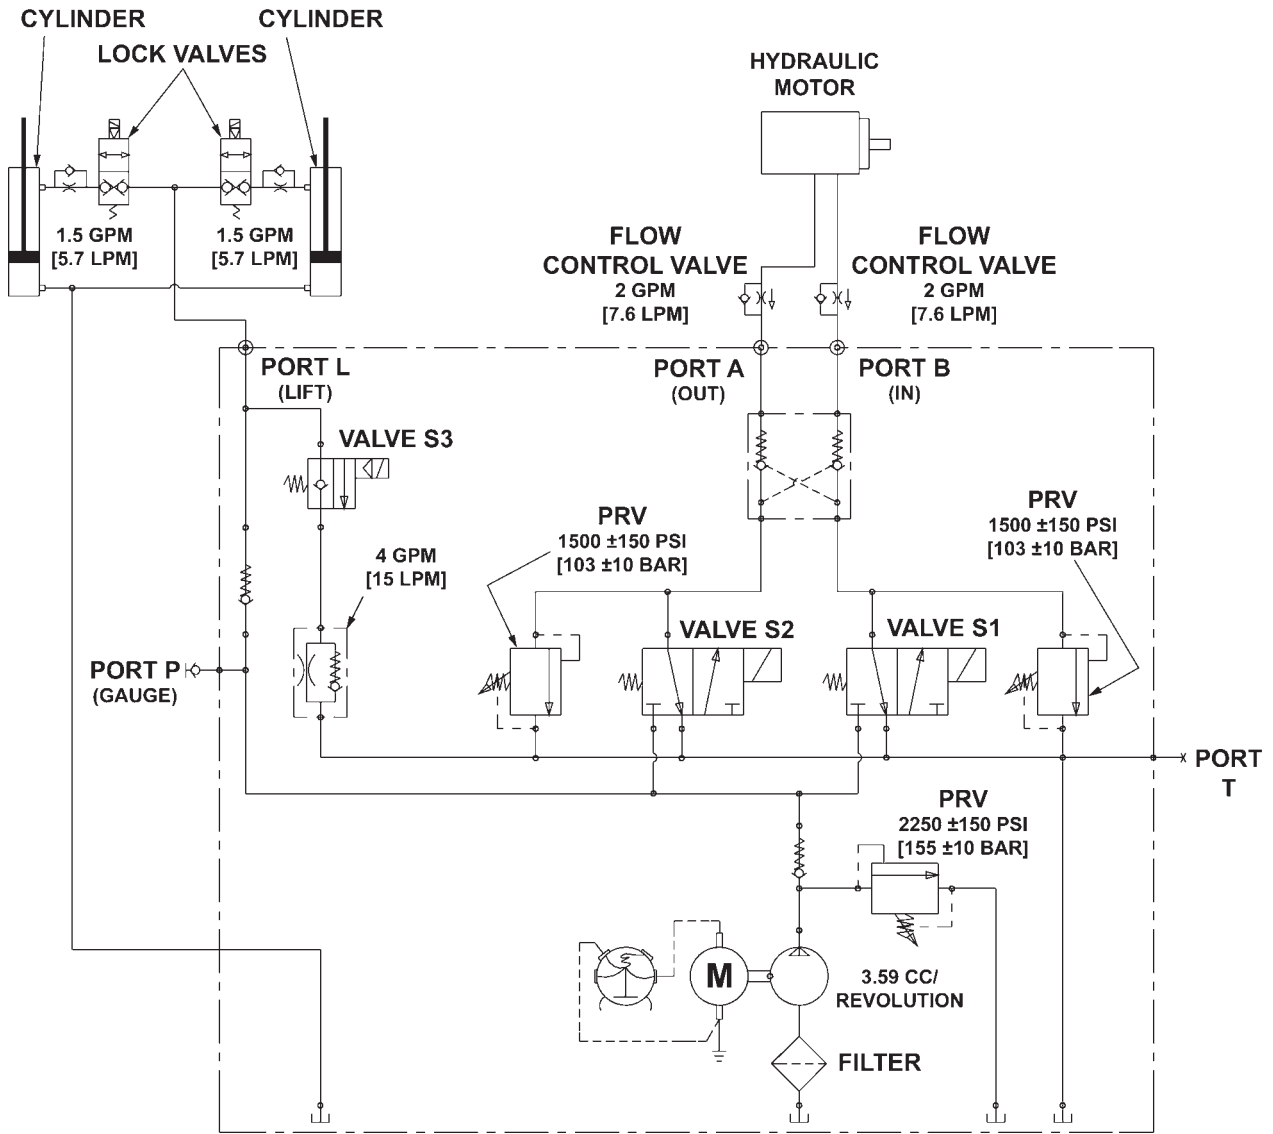 CYLINDER
CYLINDER
LOCK VALVES
HYDRAULIC
MOTOR
1.5 GPM
[5.7 LPM]
1.5 GPM
[5.7 LPM]
FLOW
CONTROL VALVE
2 GPM
[7.6 LPM]
FLOW
CONTROL VALVE
2 GPM
[7.6 LPM]
PORT L
(LIFT)
PORT A
(OUT)
PORT B
(IN)
VALVE S3
PRV
1500 ±150 PSI
[103 ±10 BAR]
PRV
1500 ±150 PSI
[103 ±10 BAR]
4 GPM
[15 LPM]
VALVE S2
VALVE S1
PORT P
(GAUGE)
PORT
T
PRV
2250 ±150 PSI
[155 ±10 BAR]
M
3.59 CC/
REVOLUTION
FILTER